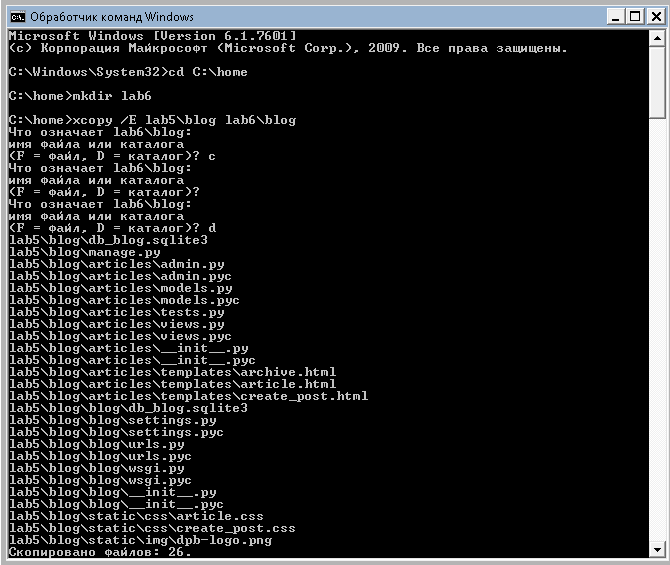 Обработчик команд Windows
Microsoft Windows [Version 6.1.7601]
(c) Корпорация Майкрософт (Microsoft Corp.), 2009. Все права защищены.
C:\Windows\System32>cd C:\home
C:\home>mkdir lab6
C:\home>xcopy /E lab5\blog lab6\blog
Что означает lab6\blog:
имя файла или каталога
(F = файл, D = каталог)? c
Что означает lab6\blog:
имя файла или каталога
(F = файл, D = каталог)?
Что означает lab6\blog:
имя файла или каталога
(F = файл, D = каталог)? d
lab5\blog\db_blog.sqlite3
lab5\blog\manage.py
lab5\blog\articles\admin.py
lab5\blog\articles\admin.pyc
lab5\blog\articles\models.py
lab5\blog\articles\models.pyc
lab5\blog\articles\tests.py
lab5\blog\articles\views.py
lab5\blog\articles\views.pyc
lab5\blog\articles\__init__.py
lab5\blog\articles\__init__.pyc
lab5\blog\articles\templates\archive.html
lab5\blog\articles\templates\article.html
lab5\blog\articles\templates\create_post.html
lab5\blog\blog\db_blog.sqlite3
lab5\blog\blog\settings.py
lab5\blog\blog\settings.pyc
lab5\blog\blog\urls.py
lab5\blog\blog\urls.pyc
lab5\blog\blog\wsgi.py
lab5\blog\blog\wsgi.pyc
lab5\blog\blog\__init__.py
lab5\blog\blog\__init__.pyc
lab5\blog\static\css\article.css
lab5\blog\static\css\create_post.css
lab5\blog\static\img\dpb-logo.png
Скопировано файлов: 26.